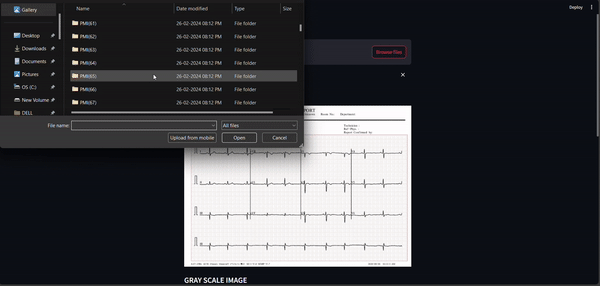 Gallery
Desktop
Downloads
Documents
Pictures
OS (C:)
New Volume
DELL
Name Date modified Type Size
PMI(61) 26-02-2024 08:12 PM File folder
PMI(62) 26-02-2024 08:12 PM File folder
PMI(63) 26-02-2024 08:12 PM File folder
PMI(64) 26-02-2024 08:12 PM File folder
PMI(65) 26-02-2024 08:12 PM File folder
PMI(66) 26-02-2024 08:12 PM File folder
PMI(67) 26-02-2024 08:12 PM File folder
File name:
All files
Upload from mobile
Open
Cancel
Deploy
Browse files
GRAY SCALE IMAGE